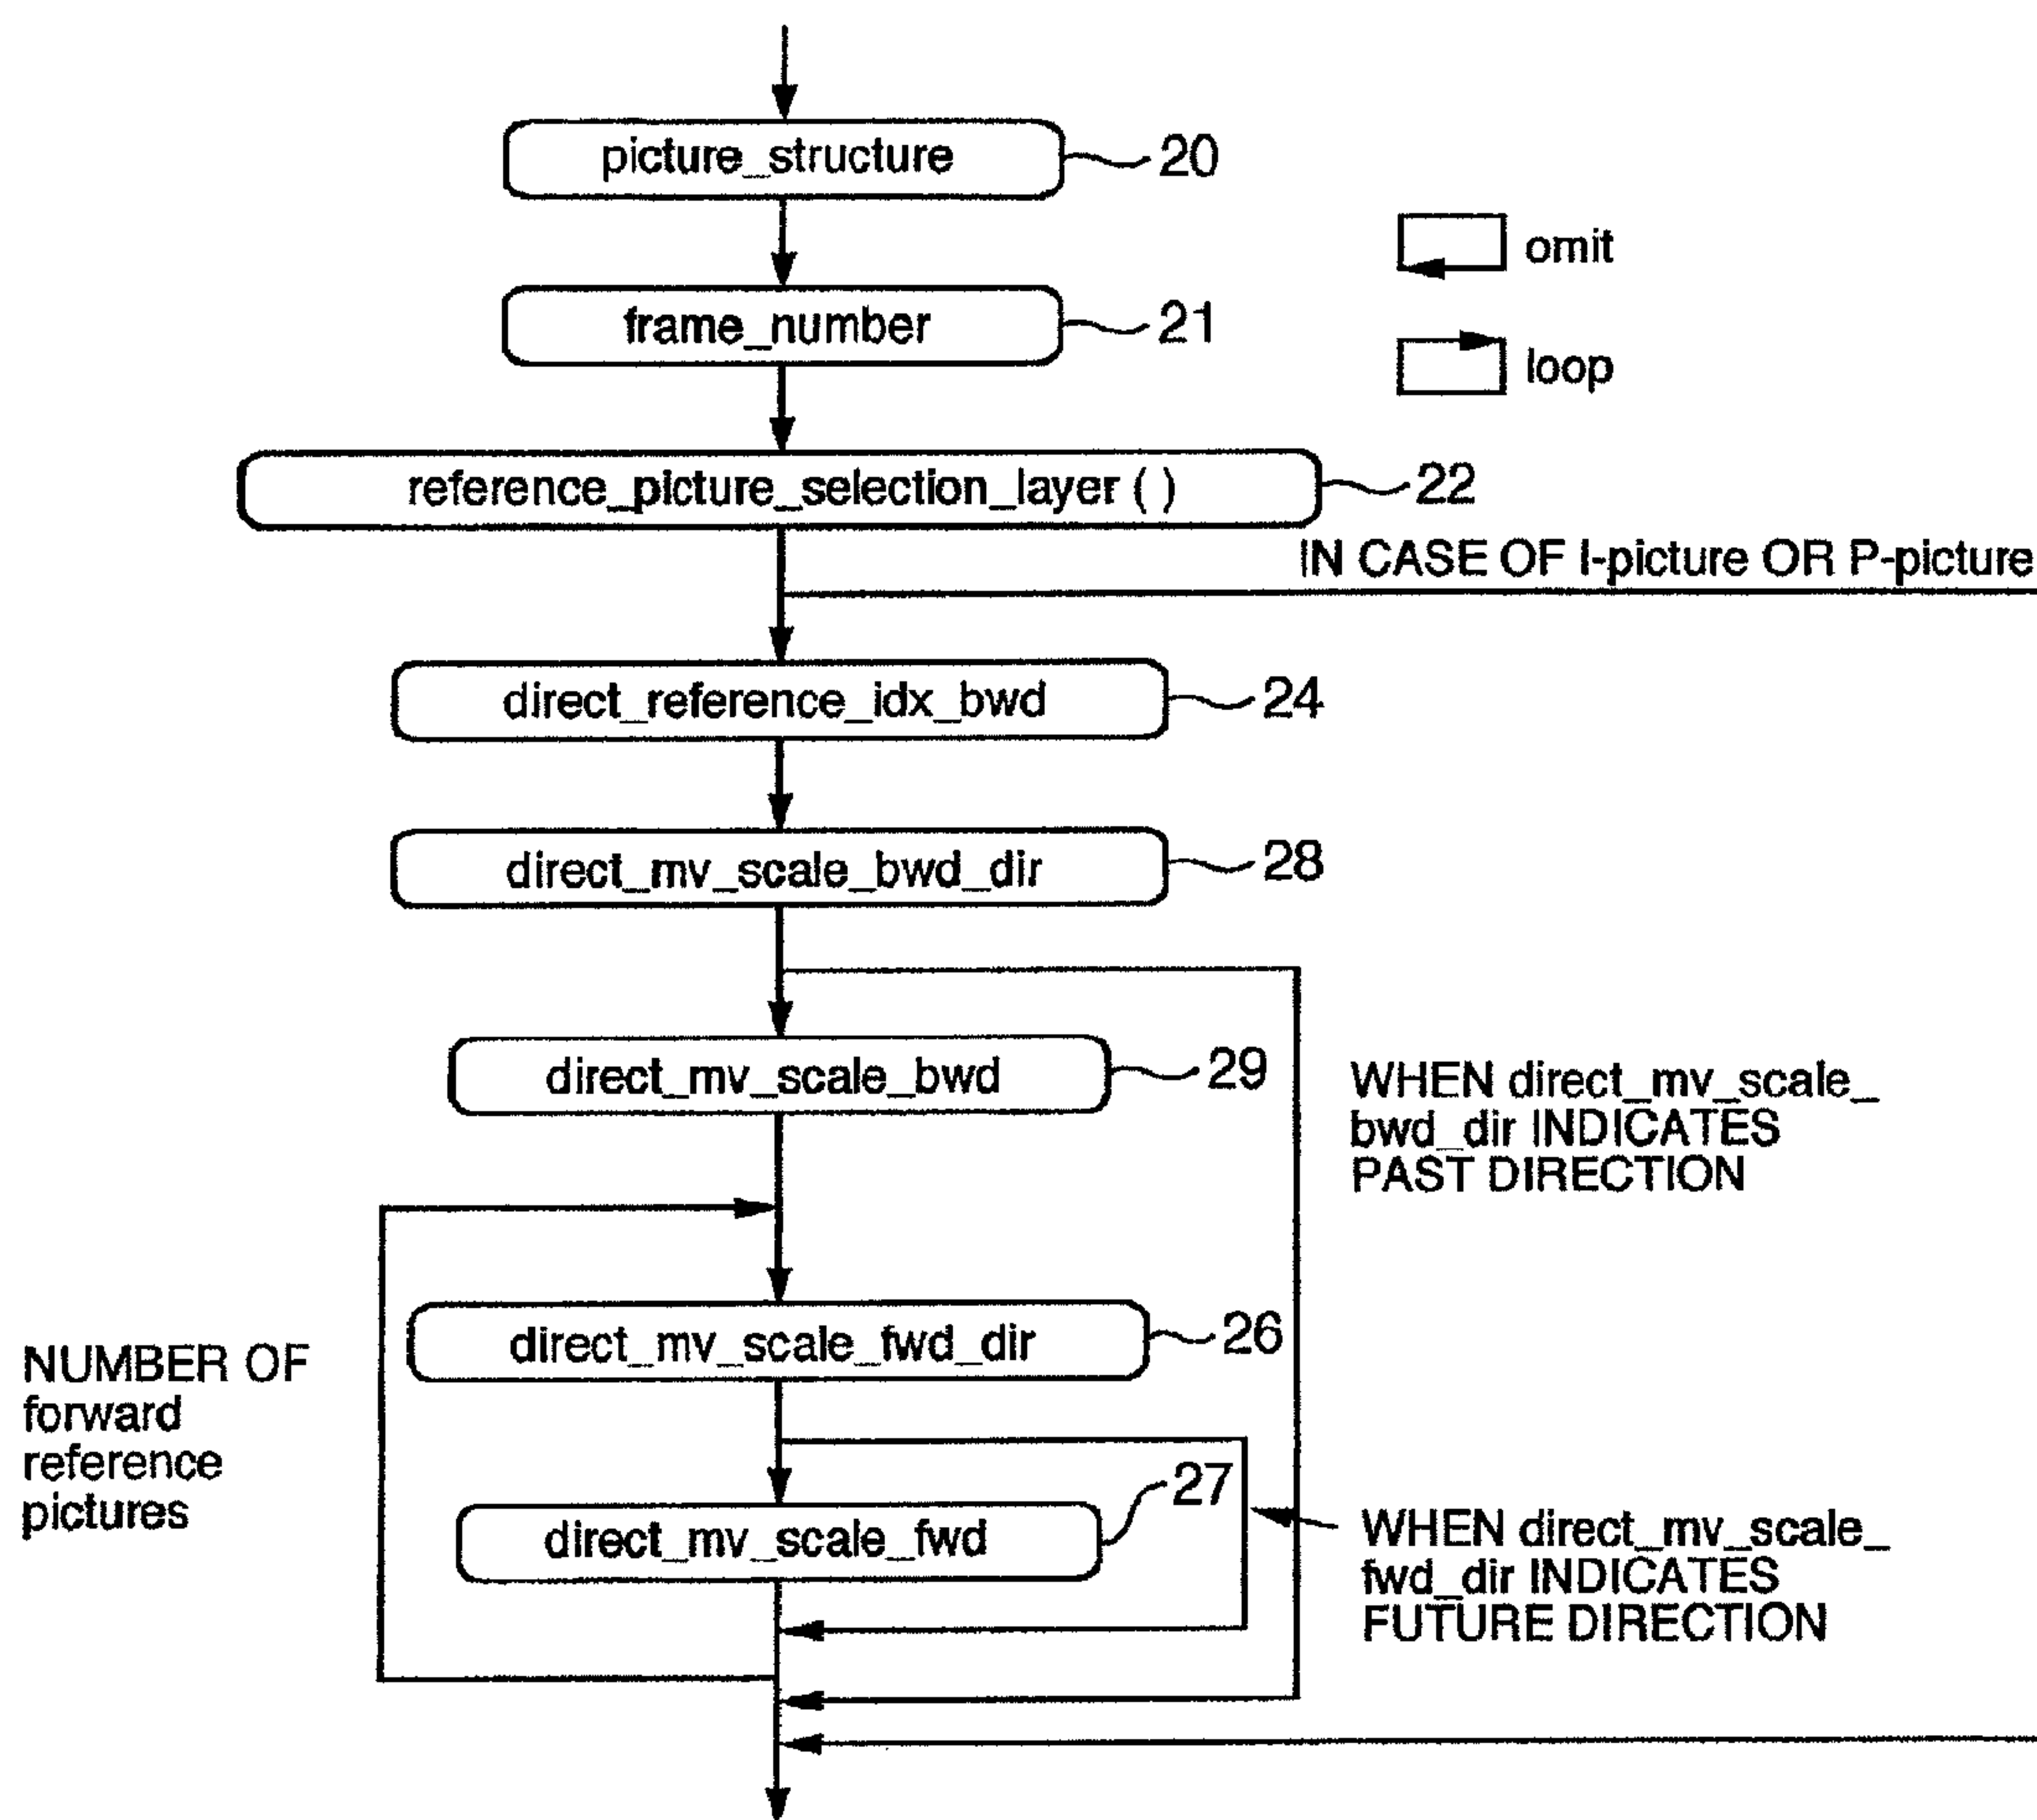 picture_structure
20
omit
frame_number
21
loop
reference_picture_selection_layer ( )
22
IN CASE OF I-picture OR P-picture
direct_reference_idx_bwd
24
direct_mv_scale_bwd_dir
28
direct_mv_scale_bwd
29
WHEN direct_mv_scale_
bwd_dir INDICATES
PAST DIRECTION
direct_mv_scale_fwd_dir
26
NUMBER OF
forward
reference
pictures
27
direct_mv_scale_fwd
WHEN direct_mv_scale_
fwd_dir INDICATES
FUTURE DIRECTION